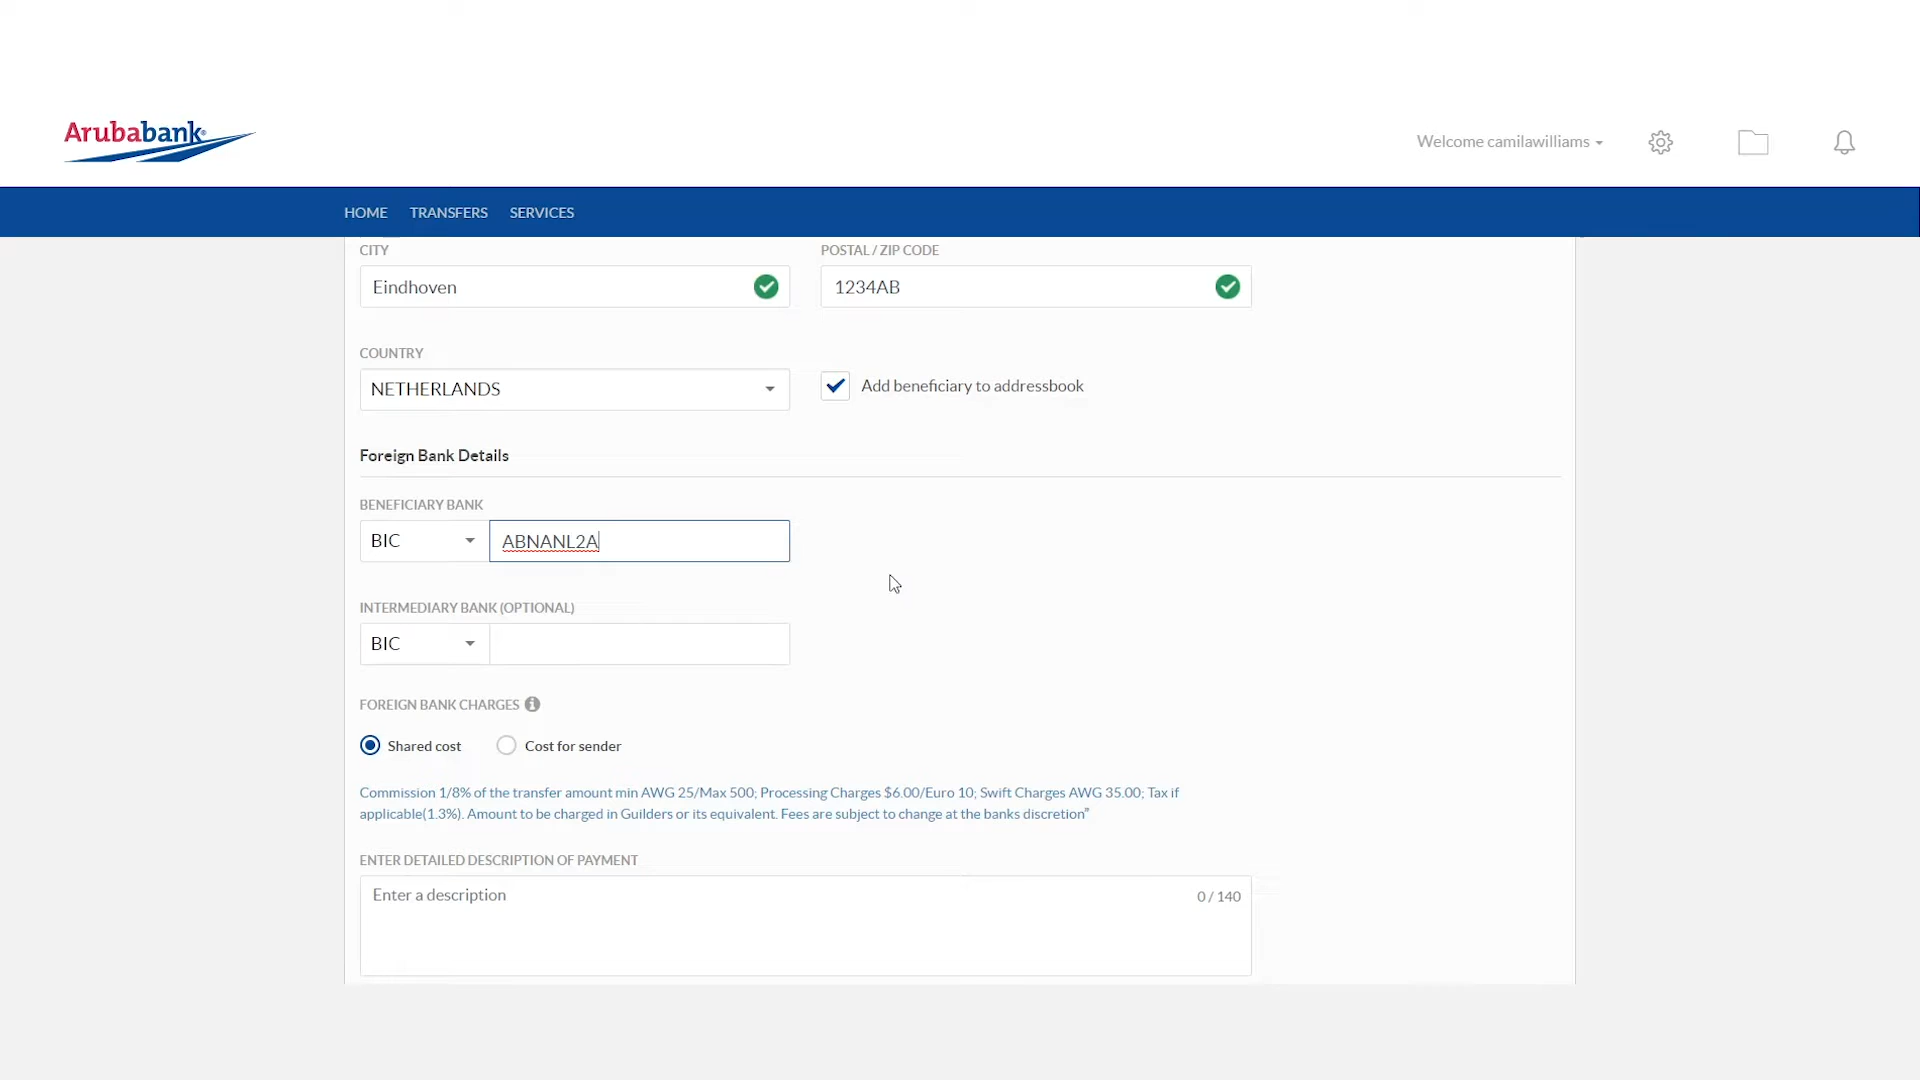 Arubabank
Welcome camilawilliams
HOME TRANSFERS SERVICES
CITY POSTAL / ZIP CODE
Eindhoven 1234AB
COUNTRY
NETHERLANDS Add beneficiary to addressbook
Foreign Bank Details
BENEFICIARY BANK
BIC ABNANL2A
INTERMEDIARY BANK (OPTIONAL)
BIC
FOREIGN BANK CHARGES
Shared cost Cost for sender
Commission 1/8% of the transfer amount min AWG 25/Max 500; Processing Charges $6.00/Euro 10; Swift Charges AWG 35.00; Tax if
applicable(1.3%). Amount to be charged in Guilders or its equivalent. Fees are subject to change at the banks discretion”
ENTER DETAILED DESCRIPTION OF PAYMENT
Enter a description 0 / 140